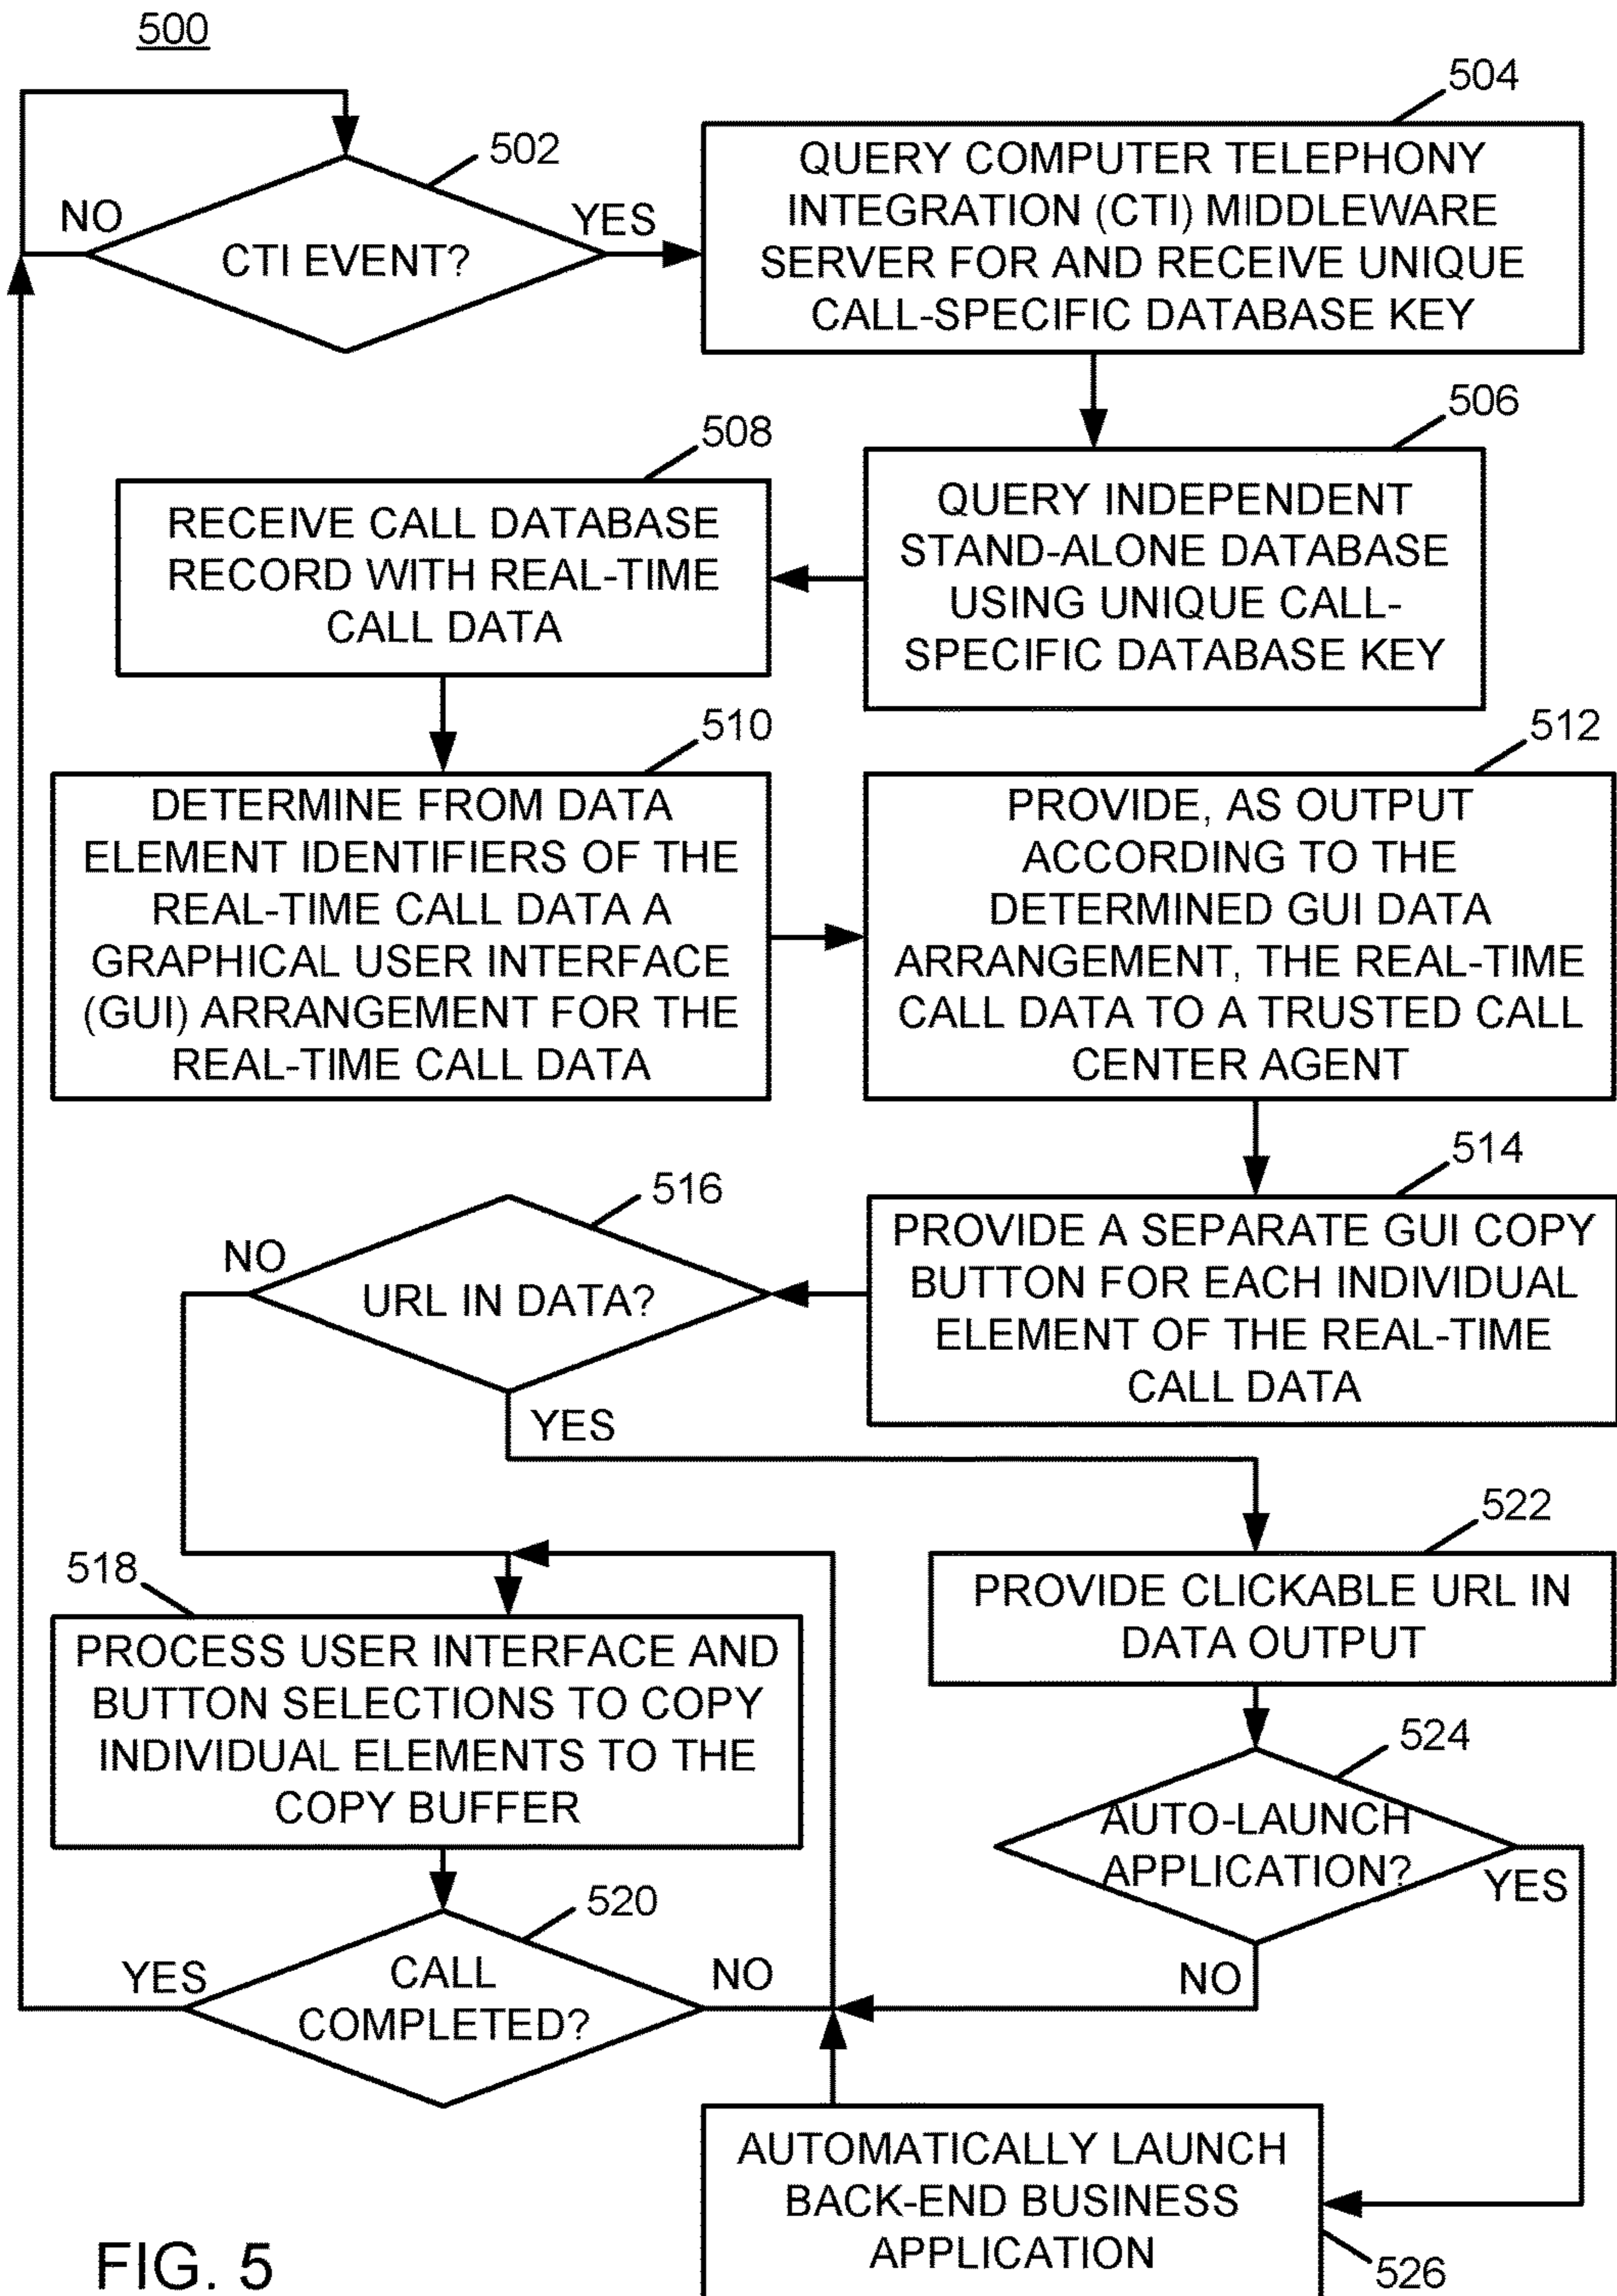 500
504
502
NO
YES
CTI EVENT?
QUERY COMPUTER TELEPHONY
INTEGRATION (CTI) MIDDLEWARE
SERVER FOR AND RECEIVE UNIQUE
CALL-SPECIFIC DATABASE KEY
506
508
RECEIVE CALL DATABASE
RECORD WITH REAL-TIME
CALL DATA
QUERY INDEPENDENT
STAND-ALONE DATABASE
USING UNIQUE CALL-
SPECIFIC DATABASE KEY
510
512
DETERMINE FROM DATA
ELEMENT IDENTIFIERS OF THE
REAL-TIME CALL DATA A
GRAPHICAL USER INTERFACE
(GUI) ARRANGEMENT FOR THE
REAL-TIME CALL DATA
PROVIDE, AS OUTPUT
ACCORDING TO THE
DETERMINED GUI DATA
ARRANGEMENT, THE REAL-TIME
CALL DATA TO A TRUSTED CALL
CENTER AGENT
514
516
NO
URL IN DATA?
YES
PROVIDE A SEPARATE GUI COPY
BUTTON FOR EACH INDIVIDUAL
ELEMENT OF THE REAL-TIME
CALL DATA
522
518
PROVIDE CLICKABLE URL IN
DATA OUTPUT
PROCESS USER INTERFACE AND
BUTTON SELECTIONS TO COPY
INDIVIDUAL ELEMENTS TO THE
COPY BUFFER
524
AUTO-LAUNCH
APPLICATION?
YES
NO
520
YES
CALL
COMPLETED?
NO
AUTOMATICALLY LAUNCH
BACK-END BUSINESS
APPLICATION
526
FIG. 5